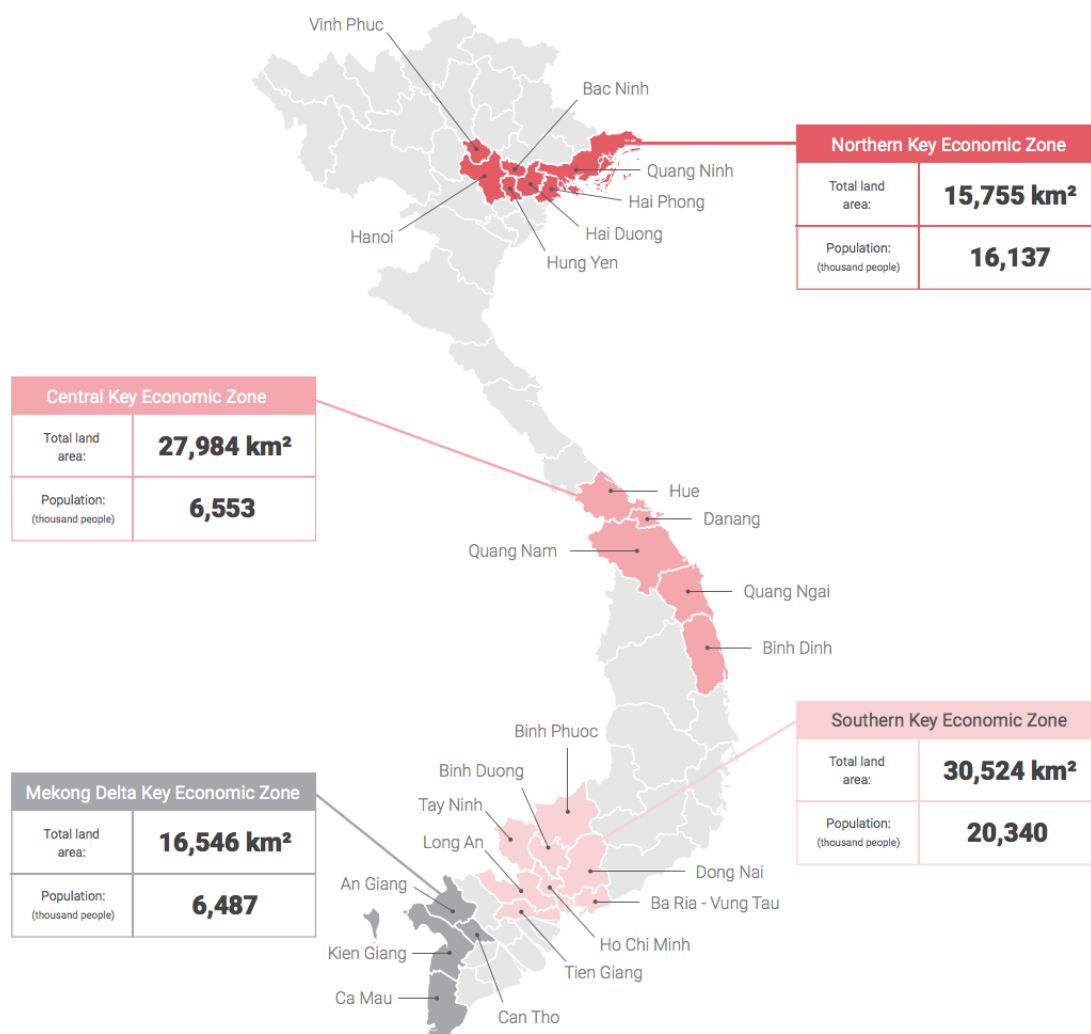 Vinh Phuc
Bac Ninh
Quang Ninh
Hai Phong
Hai Duong
Hung Yen
Hanoi
Northern Key Economic Zone
Total land
area:
15,755 km²
Population:
(thousand people)
16,137
Central Key Economic Zone
Total land
area:
27,984 km²
Population:
(thousand people)
6,553
Hue
Danang
Quang Nam
Quang Ngai
Binh Dinh
Southern Key Economic Zone
Total land
area:
30,524 km²
Population:
(thousand people)
20,340
Binh Phuoc
Binh Duong
Tay Ninh
Long An
Dong Nai
Ba Ria - Vung Tau
Ho Chi Minh
Tien Giang
Mekong Delta Key Economic Zone
Total land
area:
16,546 km²
Population:
(thousand people)
6,487
An Giang
Kien Giang
Ca Mau
Can Tho